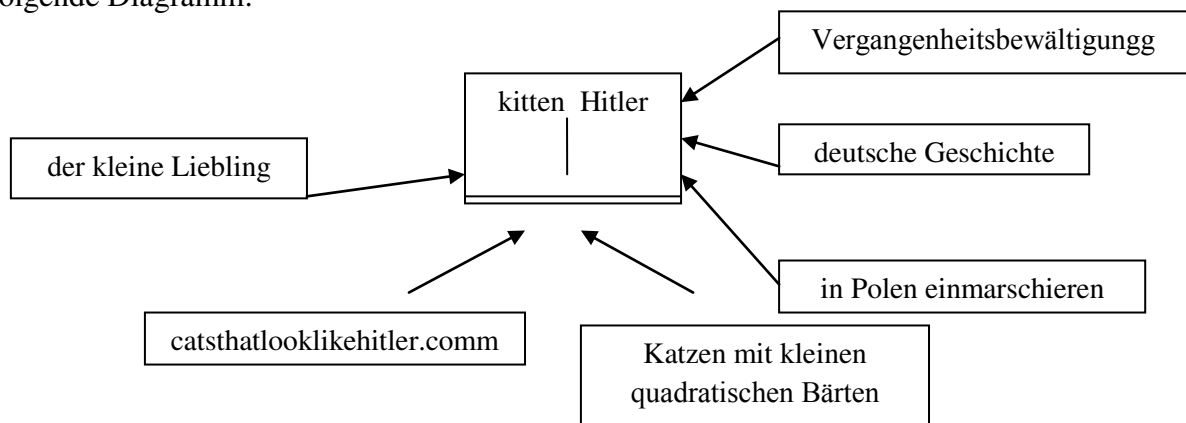 olgende Diagramm:
Vergangenheitsbewältigungg
kitten Hitler
der kleine Liebling
deutsche Geschichte
in Polen einmarschieren
catsthatlooklikehitler.comm
Katzen mit kleinen
quadratischen Bärten